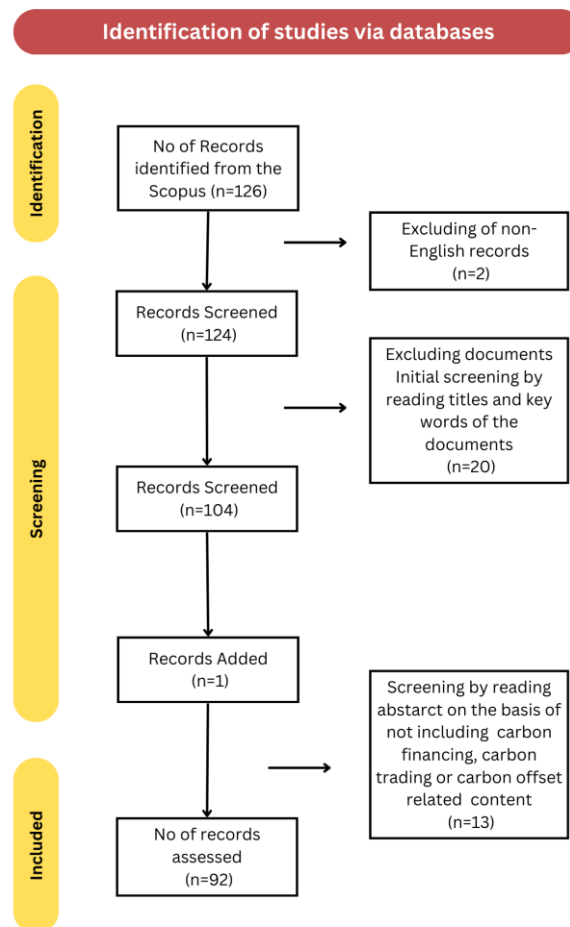 Identification of studies via databases
Identification
No of Records
identified from the
Scopus (n=126)
Excluding of non-
English records
(n=2)
Screening
Records Screened
(n=124)
Excluding documents
Initial screening by
reading titles and key
words of the
documents
(n=20)
Records Screened
(n=104)
Records Added
(n=1)
Screening by reading
abstarct on the basis of
not including carbon
financing, carbon
trading or carbon offset
related content
(n=13)
Included
No of records
assessed
(n=92)